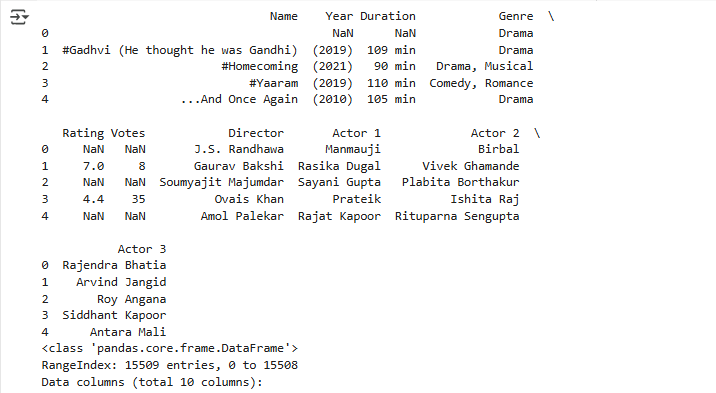 Name    Year Duration            Genre  \
0                                        NaN      NaN            Drama
1  #Gadhvi (He thought he was Gandhi)  (2019)  109 min            Drama
2                         #Homecoming  (2021)   90 min   Drama, Musical
3                             #Yaaram  (2019)  110 min  Comedy, Romance
4                   ...And Once Again  (2010)  105 min            Drama

   Rating Votes            Director       Actor 1             Actor 2  \
0     NaN   NaN       J.S. Randhawa      Manmauji              Birbal
1     7.0     8       Gaurav Bakshi  Rasika Dugal      Vivek Ghamande
2     NaN   NaN  Soumyajit Majumdar  Sayani Gupta   Plabita Borthakur
3     4.4    35          Ovais Khan       Prateik          Ishita Raj
4     NaN   NaN        Amol Palekar  Rajat Kapoor  Rituparna Sengupta

           Actor 3
0  Rajendra Bhatia
1    Arvind Jangid
2       Roy Angana
3  Siddhant Kapoor
4      Antara Mali
<class 'pandas.core.frame.DataFrame'>
RangeIndex: 15509 entries, 0 to 15508
Data columns (total 10 columns):